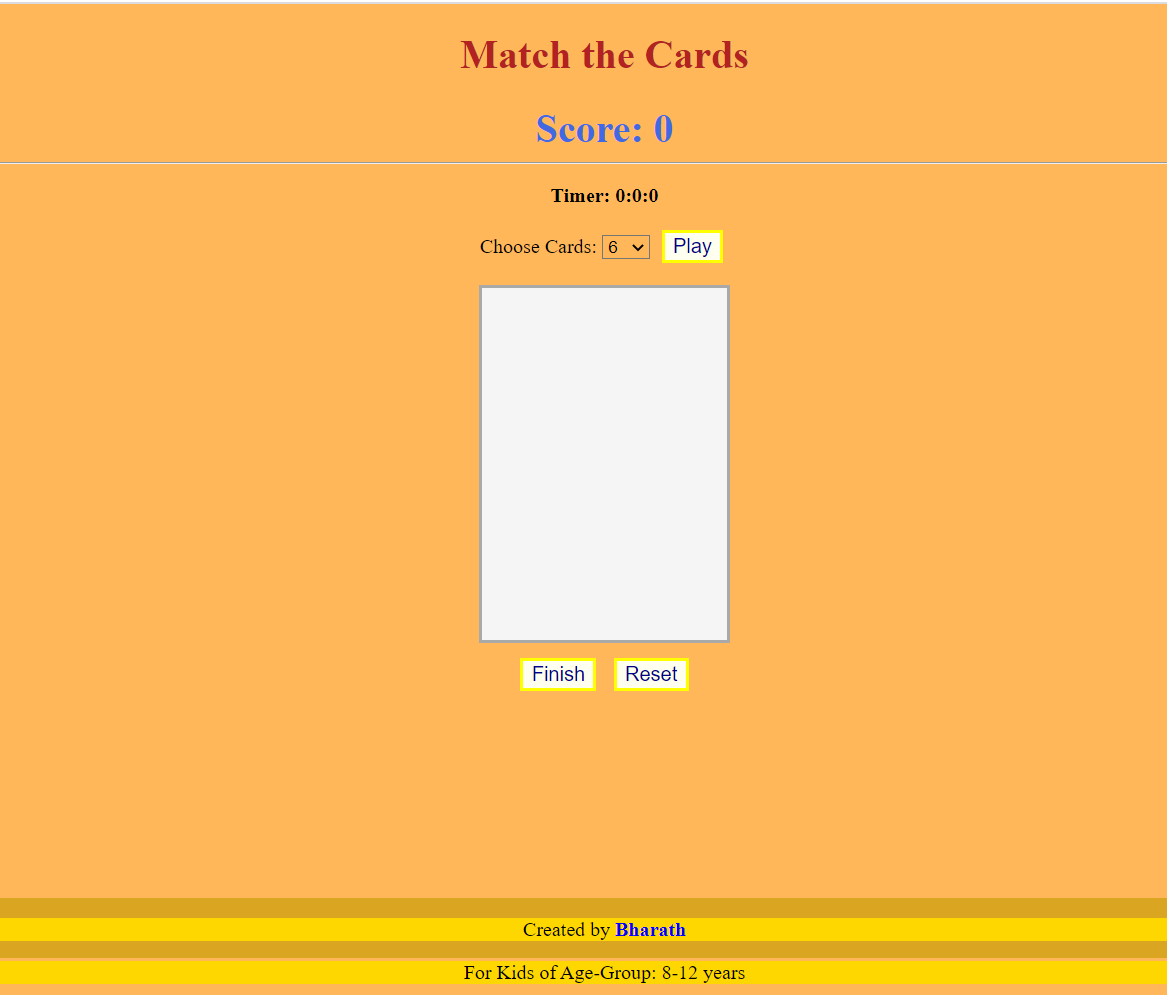 Match the Cards
Score: 0
Timer: 0:0:0
Choose Cards: 6 Play
Finish Reset
Created by Bharath
For Kids of Age-Group: 8-12 years